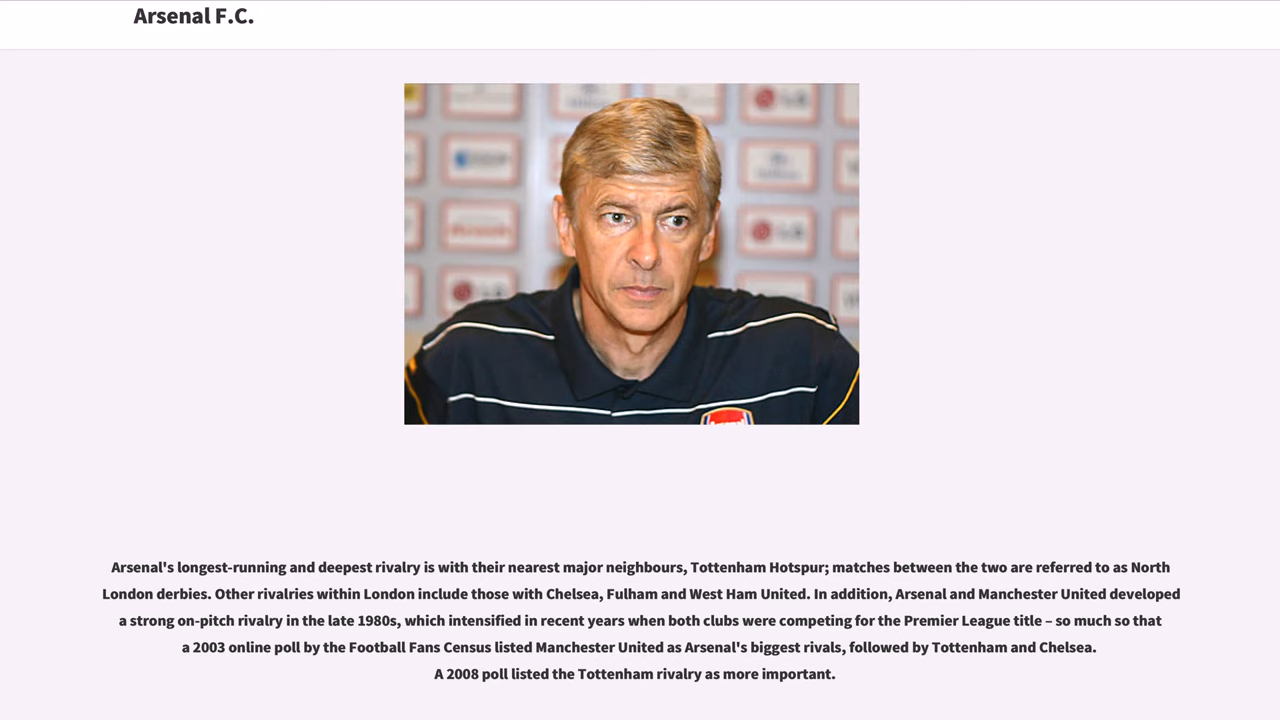 Arsenal F.C.
LG
LG
Arsenal's longest-running and deepest rivalry is with their nearest major neighbours, Tottenham Hotspur; matches between the two are referred to as North
London derbies. Other rivalries within London include those with Chelsea, Fulham and West Ham United. In addition, Arsenal and Manchester United developed
a strong on-pitch rivalry in the late 1980s, which intensified in recent years when both clubs were competing for the Premier League title – so much so that
a 2003 online poll by the Football Fans Census listed Manchester United as Arsenal's biggest rivals, followed by Tottenham and Chelsea.
A 2008 poll listed the Tottenham rivalry as more important.